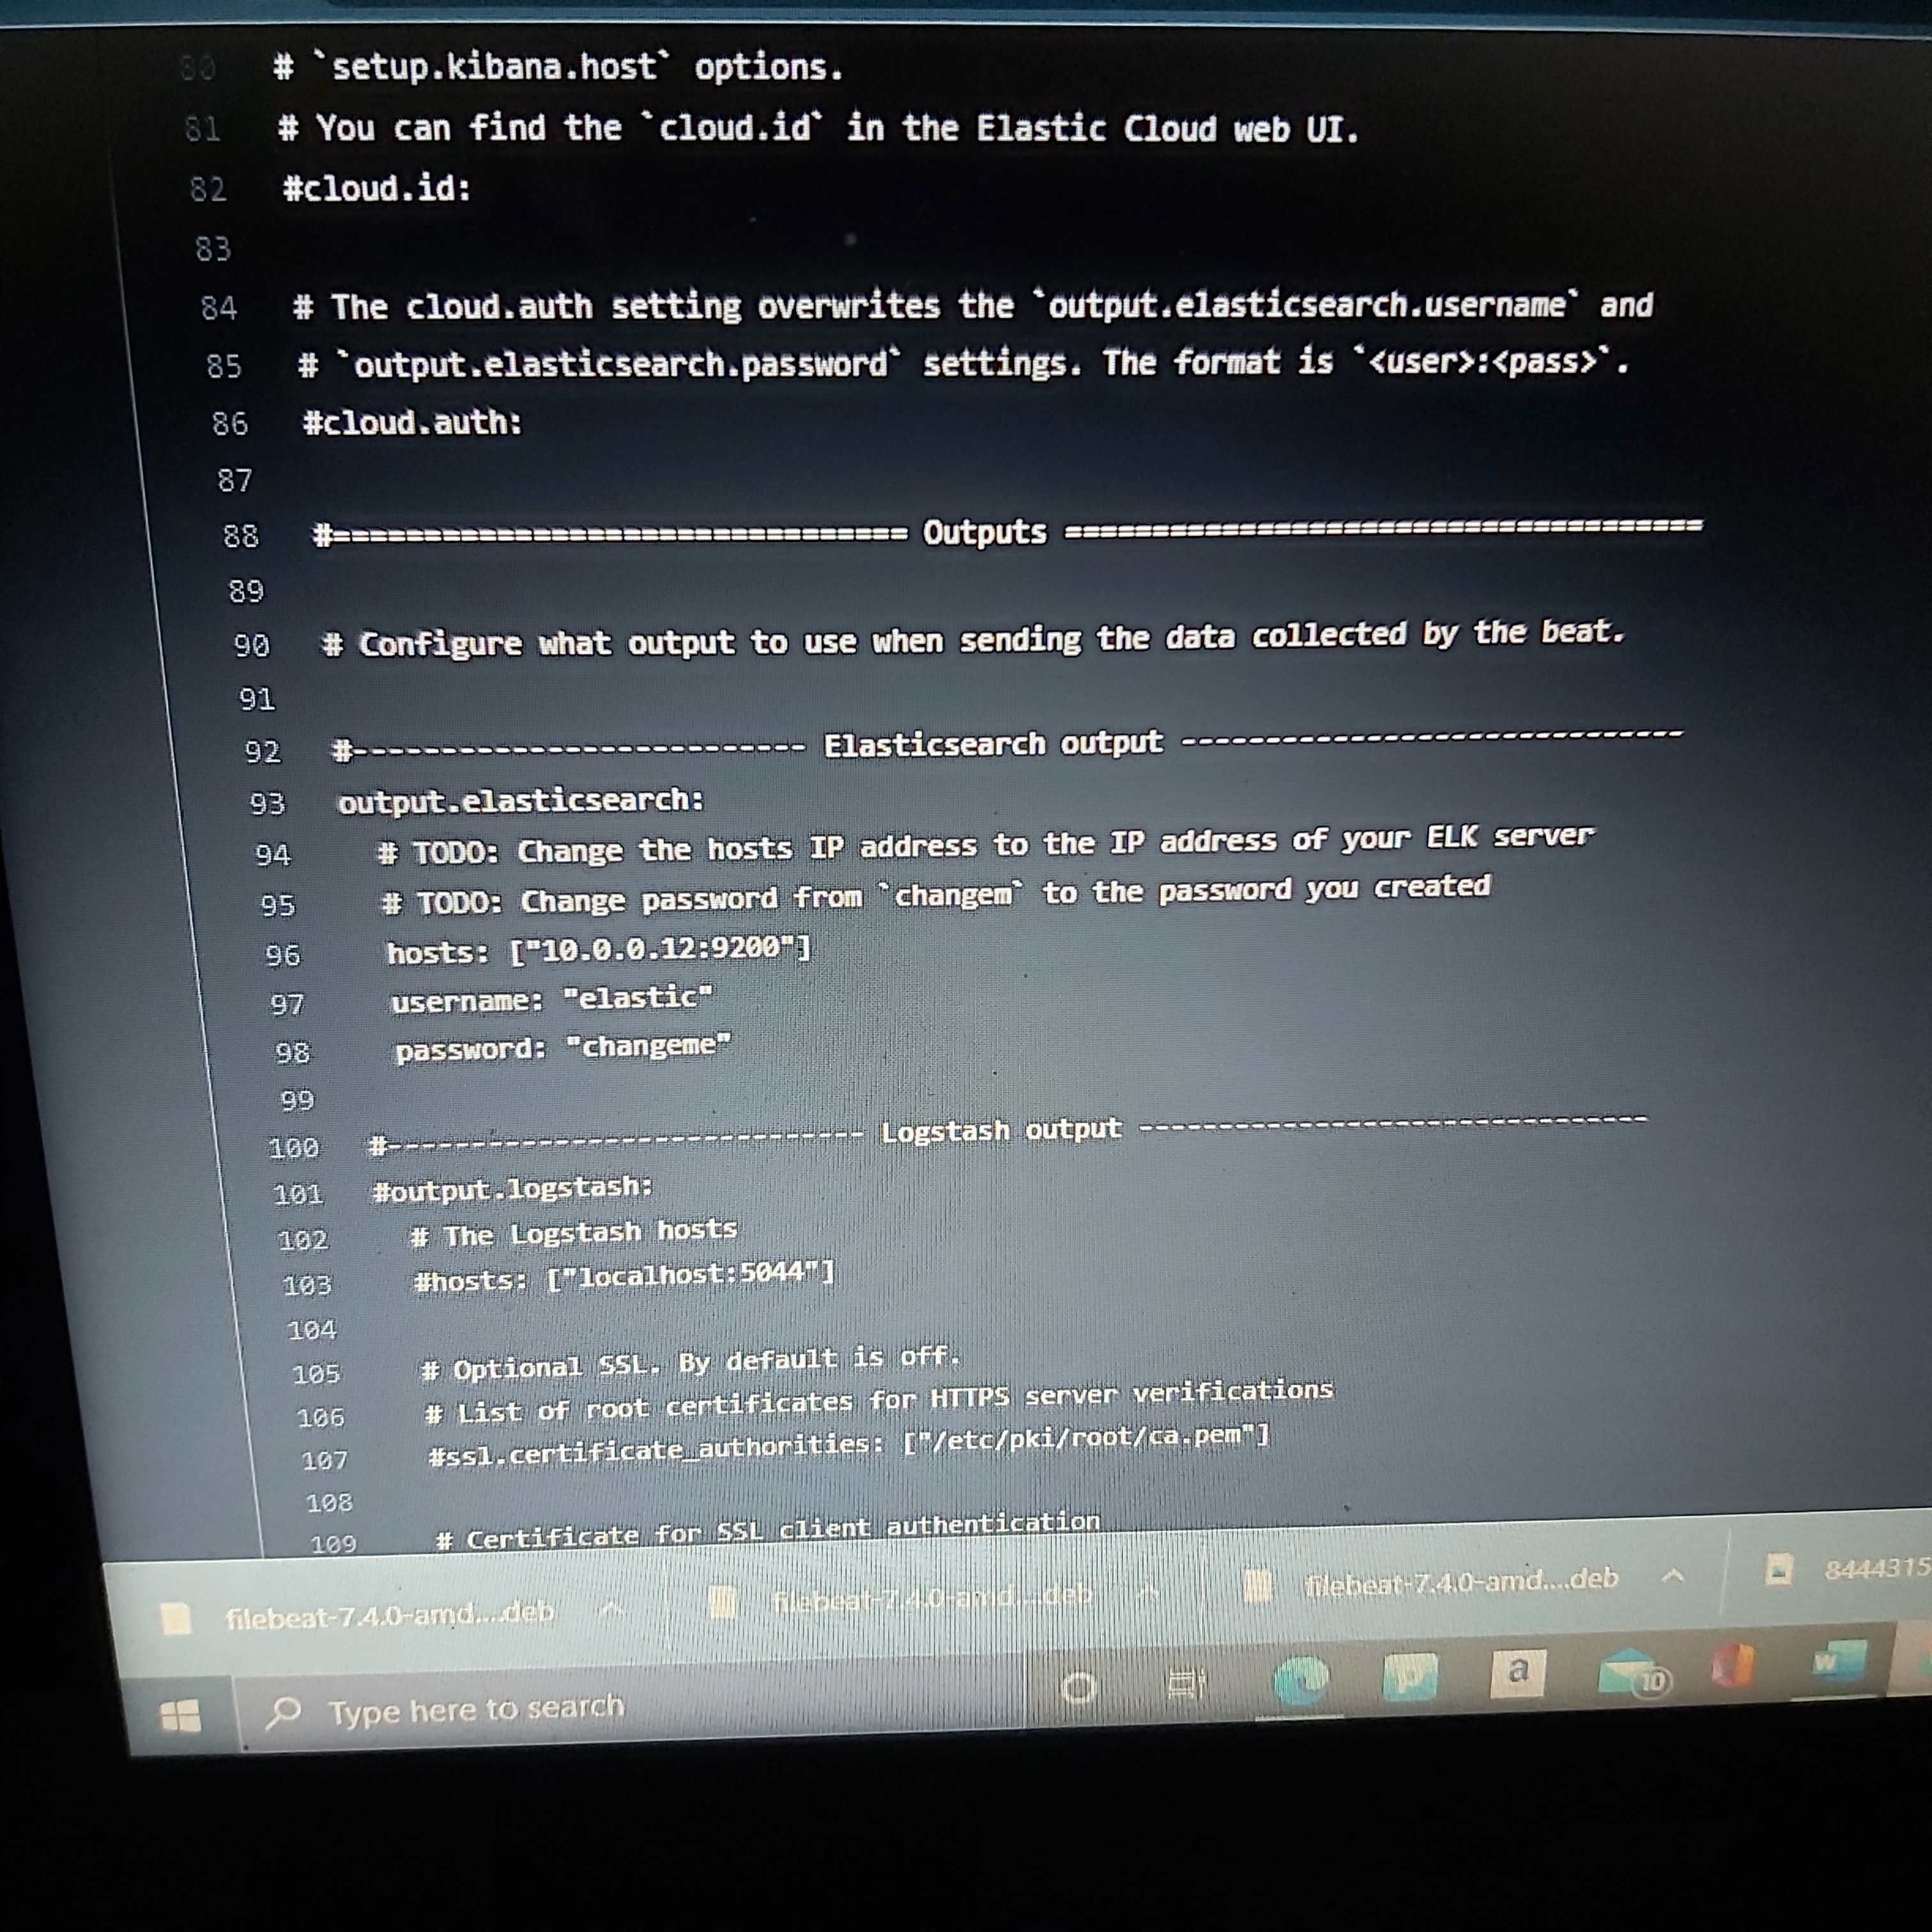 80 # `setup.kibana.host` options.
81 # You can find the `cloud.id` in the Elastic Cloud web UI.
82 #cloud.id:
83
84 # The cloud.auth setting overwrites the `output.elasticsearch.username` and
85 # `output.elasticsearch.password` settings. The format is `<user>:<pass>`.
86 #cloud.auth:
87
88 #================================ Outputs =====================================
89
90 # Configure what output to use when sending the data collected by the beat.
91
92 #-------------------------- Elasticsearch output ------------------------------
93 output.elasticsearch:
94 # TODO: Change the hosts IP address to the IP address of your ELK server
95 # TODO: Change password from `changem` to the password you created
96 hosts: ["10.0.0.12:9200"]
97 username: "elastic"
98 password: "changeme"
99
100 #----------------------------- Logstash output --------------------------------
101 #output.logstash:
102 # The Logstash hosts
103 #hosts: ["localhost:5044"]
104
105 # Optional SSL. By default is off.
106 # List of root certificates for HTTPS server verifications
107 #ssl.certificate_authorities: ["/etc/pki/root/ca.pem"]
108
109 # Certificate for SSL client authentication
filebeat-7.4.0-amd....deb filebeat-7.4.0-amd....deb filebeat-7.4.0-amd....deb 8444315
Type here to search a 10 W